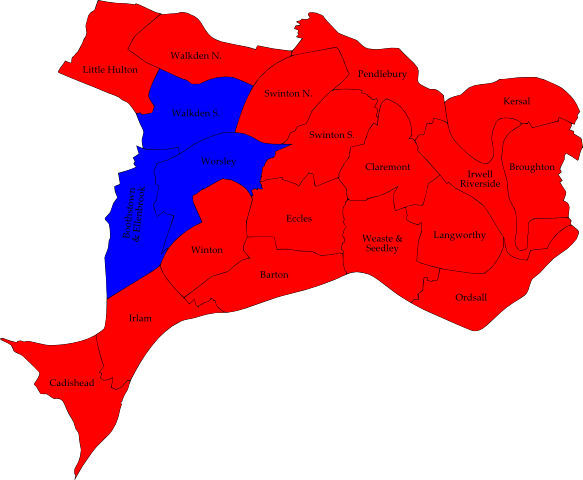 Walkden N.
Little Hulten
Pendlebury
Swinton N.
Kersal
Walkden S.
Swinton S.
Worsley
Claremont
Broughton
Irwell
Riverside
Boothstown
& Ellenbrook
Eccles
Winton
Weaste &
Seedley
Langworthy
Barton
Ordsall
Irlam
Cadishead